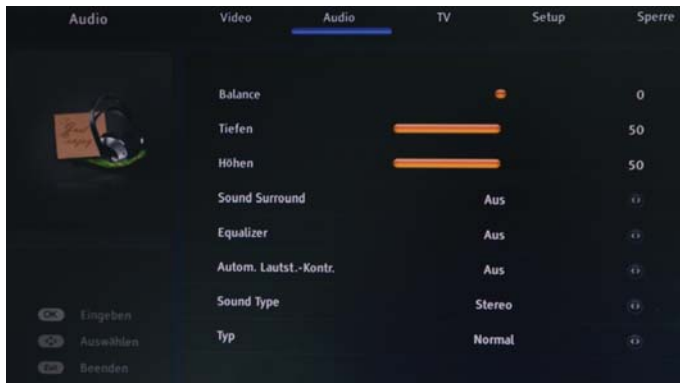 Audio
Video Audio TV Setup Sperre
Balance 0
Tiefen 50
Höhen 50
Sound Surround Aus
Equalizer Aus
Autom. Lautst.-Kontr. Aus
Sound Type Stereo
Typ Normal
OK Eingeben
Auswählen
Exit Beenden